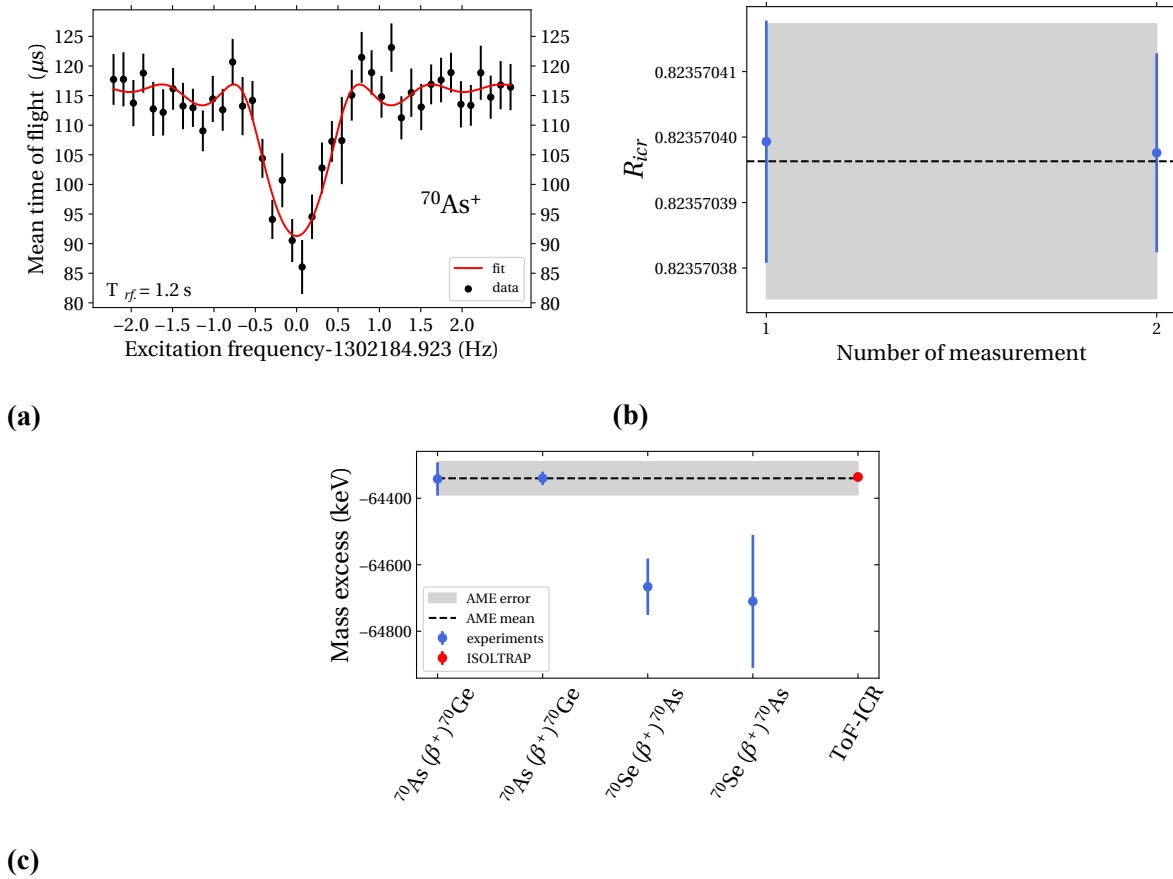 Mean time of flight (μs)
125
120
115
110
105
100
95
90
85
80
125
120
115
110
105
100
95
90
85
80
⁷⁰As⁺
T rf. = 1.2 s
fit
data
−2.0 −1.5 −1.0 −0.5 0.0 0.5 1.0 1.5 2.0
Excitation frequency-1302184.923 (Hz)
(a)
R_icr
0.82357041
0.82357040
0.82357039
0.82357038
1 2
Number of measurement
(b)
Mass excess (keV)
−64400
−64600
−64800
AME error
AME mean
experiments
ISOLTRAP
⁷⁰As (β⁺)⁷⁰Ge
⁷⁰As (β⁺)⁷⁰Ge
⁷⁰Se (β⁺)⁷⁰As
⁷⁰Se (β⁺)⁷⁰As
ToF-ICR
(c)